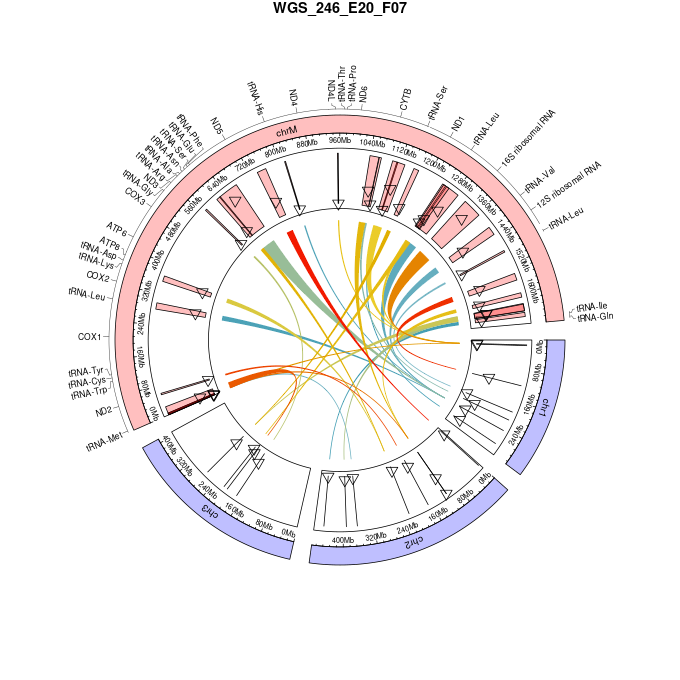 WGS_246_E20_F07
tRNA-Met
ND2
tRNA-Trp
tRNA-Cys
tRNA-Tyr
COX1
tRNA-Leu
COX2
tRNA-Lys
tRNA-Asp
ATP8
ATP6
COX3
tRNA-Gly
ND3
tRNA-Arg
tRNA-Ala
tRNA-Asn
tRNA-Ser
tRNA-Glu
tRNA-Phe
ND5
tRNA-His
ND4
ND4L
tRNA-Thr
tRNA-Pro
ND6
CYTB
tRNA-Ser
ND1
tRNA-Leu
16S ribosomal RNA
tRNA-Val
12S ribosomal RNA
tRNA-Leu
tRNA-Ile
tRNA-Gln
chrM
0Mb
80Mb
160Mb
240Mb
320Mb
400Mb
480Mb
560Mb
640Mb
720Mb
800Mb
880Mb
960Mb
1040Mb
1120Mb
1200Mb
1280Mb
1360Mb
1440Mb
1520Mb
1600Mb
chr1
0Mb
80Mb
160Mb
240Mb
chr2
0Mb
80Mb
160Mb
240Mb
320Mb
400Mb
chr3
0Mb
80Mb
160Mb
240Mb
320Mb
400Mb